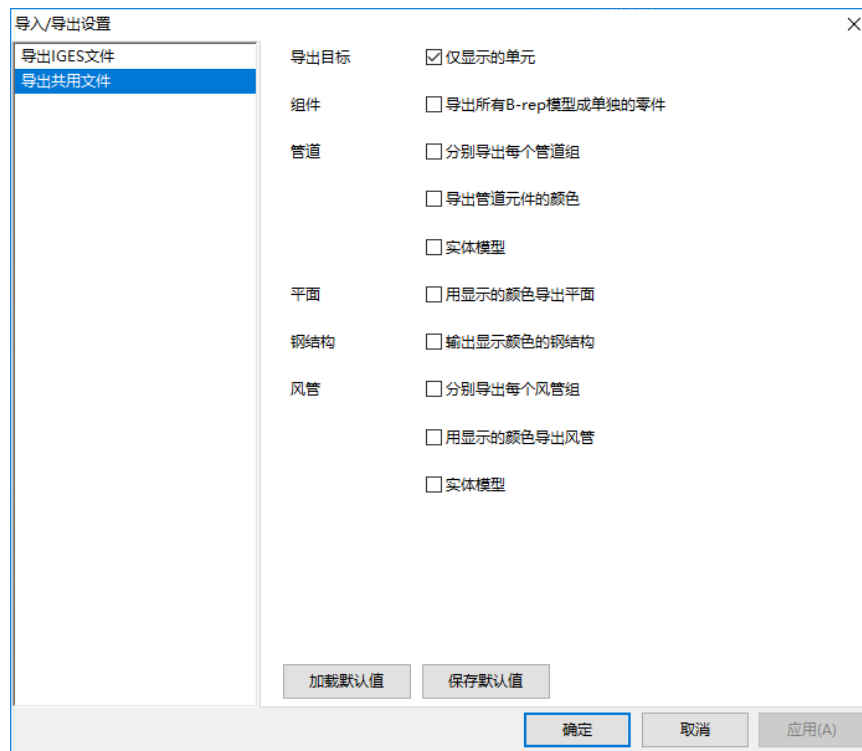 导入/导出设置
导出IGES文件
导出共用文件
导出目标 仅显示的单元
组件 导出所有B-rep模型成单独的零件
管道 分别导出每个管道组
导出管道元件的颜色
实体模型
平面 用显示的颜色导出平面
钢结构 输出显示颜色的钢结构
风管 分别导出每个风管组
用显示的颜色导出风管
实体模型
加载默认值 保存默认值
确定 取消 应用(A)